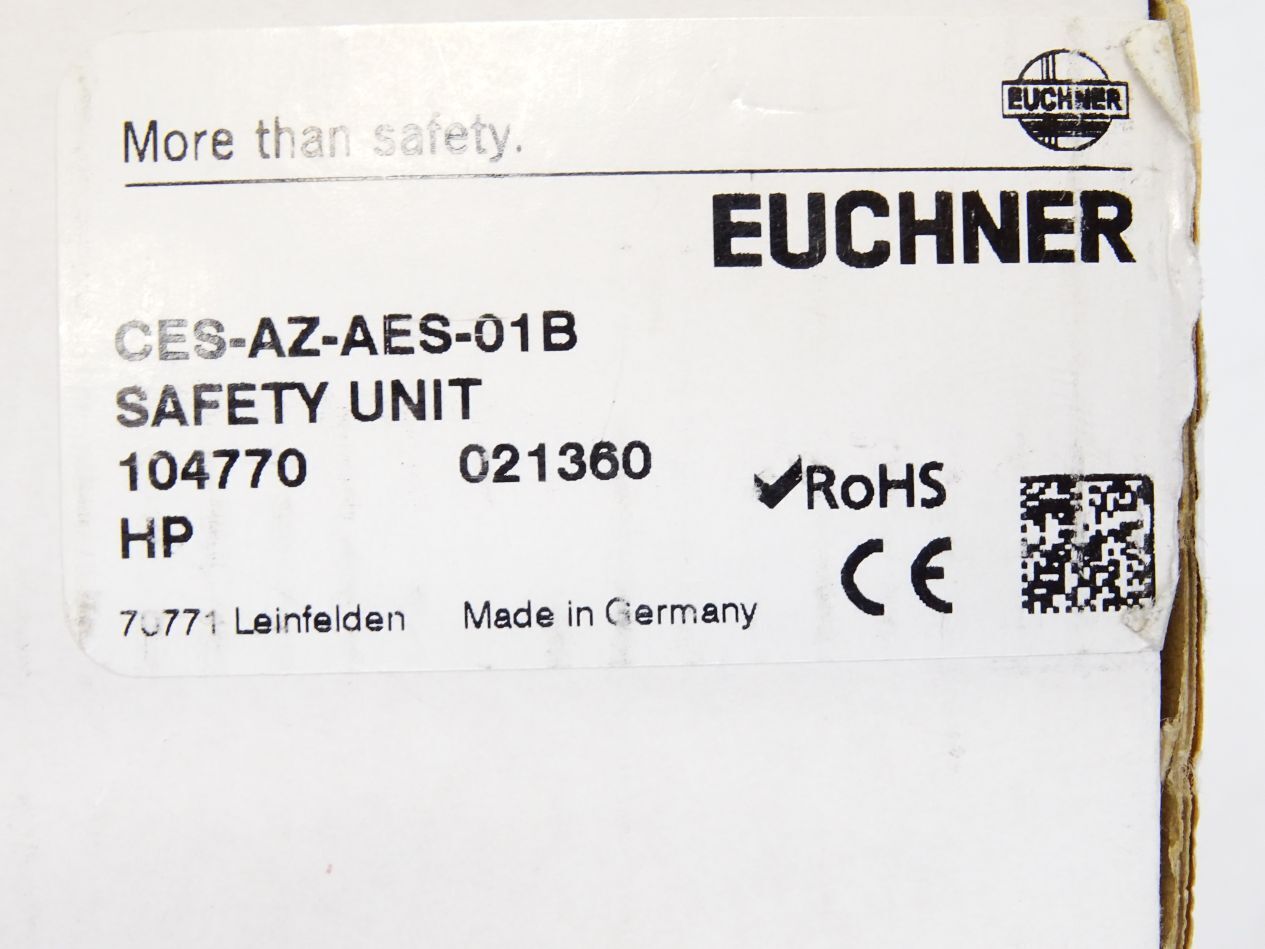 EUCHNER
More than safety.
EUCHNER
CES-AZ-AES-01B
SAFETY UNIT
104770 021360
HP
✔RoHS
CE
70771 Leinfelden Made in Germany